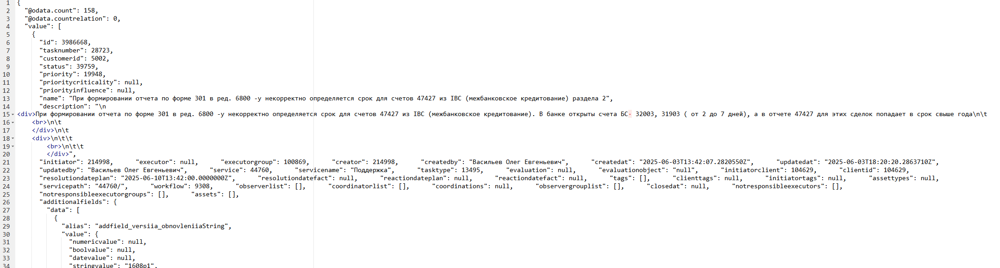 1 {
2 "@odata.count": 158,
3 "@odata.countrelation": 0,
4 "value": [
5 {
6 "id": 3986668,
7 "tasknumber": 28723,
8 "customerid": 5002,
9 "status": 39759,
10 "priority": 19948,
11 "prioritycriticality": null,
12 "priorityinfluence": null,
13 "name": "При формировании отчета по форме 301 в ред. 6800 -у некорректно определяется срок для счетов 47427 из IBC (межбанковское кредитование) раздела 2",
14 "description": "\n
15 <div>При формировании отчета по форме 301 в ред. 6800 -у некорректно определяется срок для счетов 47427 из IBC (межбанковское кредитование). В банке открыты счета БС· 32003, 31903 ( от 2 до 7 дней), а в отчете 47427 для этих сделок попадает в срок свыше года\n\t
16 <br>\n\t
17 </div>\n\t
18 <div>\n\t\t
19 <br>\n\t\t
20 </div>",
21 "initiator": 214998, "executor": null, "executorgroup": 100869, "creator": 214998, "createdby": "Васильев Олег Евгеньевич", "createdat": "2025-06-03T13:42:07.2820550Z", "updatedat": "2025-06-03T18:20:20.2863710Z",
22 "updatedby": "Васильев Олег Евгеньевич", "service": 44760, "servicename": "Поддержка", "tasktype": 13495, "evaluation": null, "evaluationobject": "null", "initiatorclient": 104629, "clientid": 104629,
23 "resolutiondateplan": "2025-06-10T13:42:00.0000000Z", "resolutiondatefact": null, "reactiondateplan": null, "reactiondatefact": null, "tags": [], "clienttags": null, "initiatortags": null, "assettypes": null,
24 "servicepath": "44760/", "workflow": 9308, "observerlist": [], "coordinatorlist": [], "coordinations": null, "observergrouplist": [], "closedat": null, "notresponsibleexecutors": [],
25 "notresponsibleexecutorgroups": [], "assets": [],
26 "additionalfields": {
27 "data": [
28 {
29 "alias": "addfield_versiia_obnovleniiaString",
30 "value": {
31 "numericvalue": null,
32 "boolvalue": null,
33 "datevalue": null,
34 "stringvalue": "1608p1",